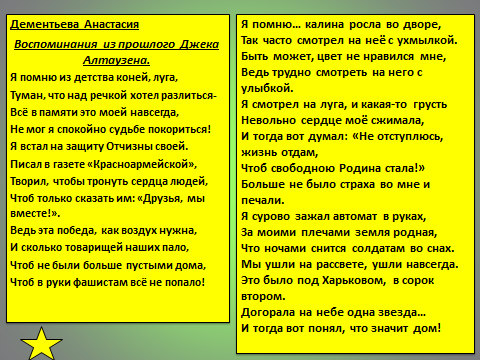 Дементьева Анастасия
Воспоминания из прошлого Джека
Алтаузена.
Я помню из детства коней, луга,
Туман, что над речкой хотел разлиться-
Всё в памяти это моей навсегда,
Не мог я спокойно судьбе покориться!
Я встал на защиту Отчизны своей.
Писал в газете «Красноармейской»,
Творил, чтобы тронуть сердца людей,
Чтоб только сказать им: «Друзья, мы
вместе!».
Ведь эта победа, как воздух нужна,
И сколько товарищей наших пало,
Чтоб не были больше пустыми дома,
Чтоб в руки фашистам всё не попало!
Я помню... калина росла во дворе,
Так часто смотрел на неё с ухмылкой.
Быть может, цвет не нравился мне,
Ведь трудно смотреть на него с
улыбкой.
Я смотрел на луга, и какая-то грусть
Невольно сердце моё сжимала,
И тогда вот думал: «Не отступлюсь,
жизнь отдам,
Чтоб свободною Родина стала!»
Больше не было страха во мне и
печали.
Я сурово зажал автомат в руках,
За моими плечами земля родная,
Что ночами снится солдатам во снах.
Мы ушли на рассвете, ушли навсегда.
Это было под Харьковом, в сорок
втором.
Догорала на небе одна звезда...
И тогда вот понял, что значит дом!